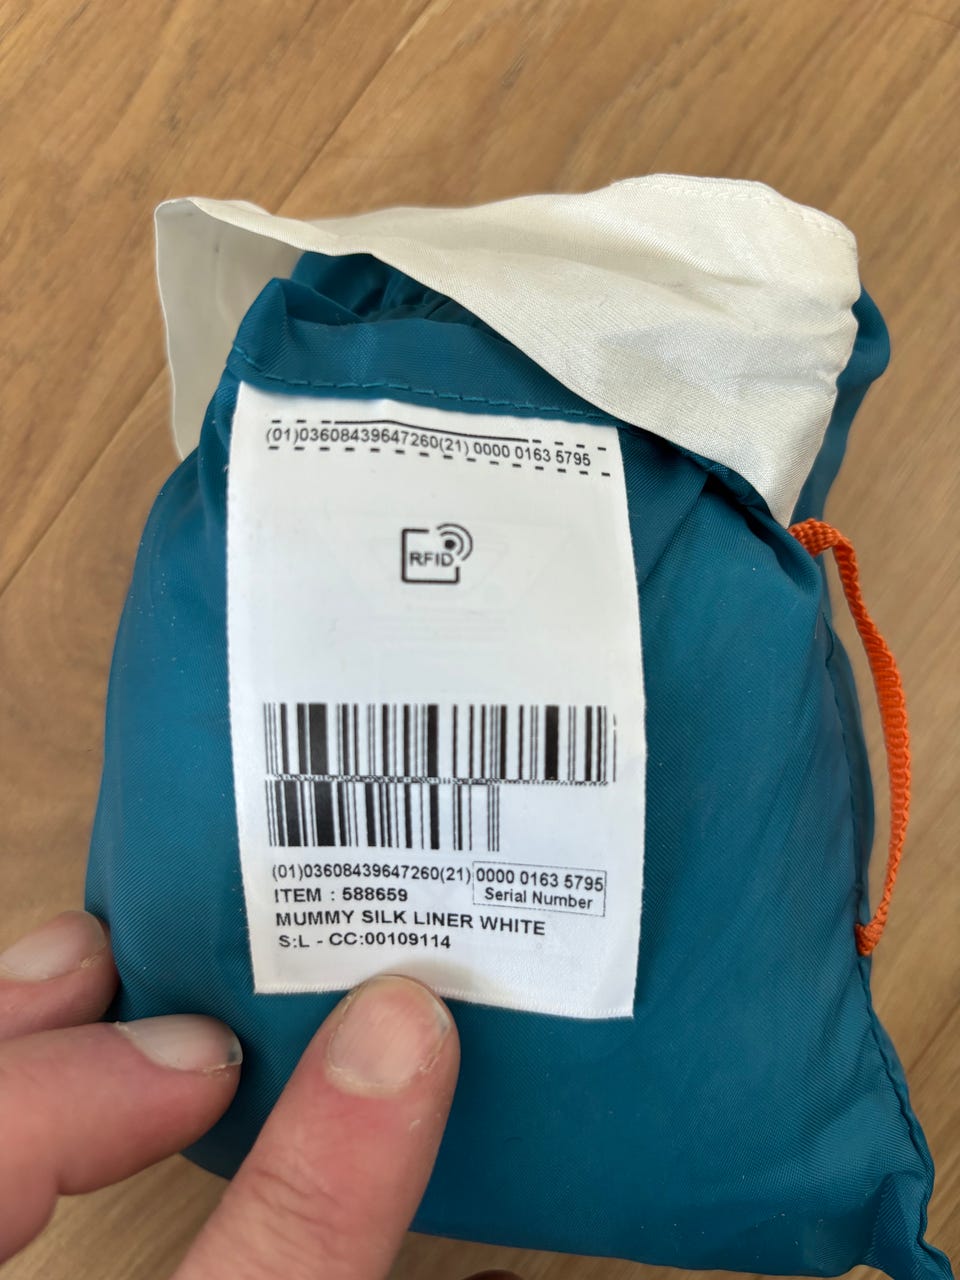 (01)03608439647260(21) 0000 0163 5795
RFID
(01)03608439647260(21) 0000 0163 5795
Serial Number
ITEM : 588659
MUMMY SILK LINER WHITE
S:L - CC:00109114